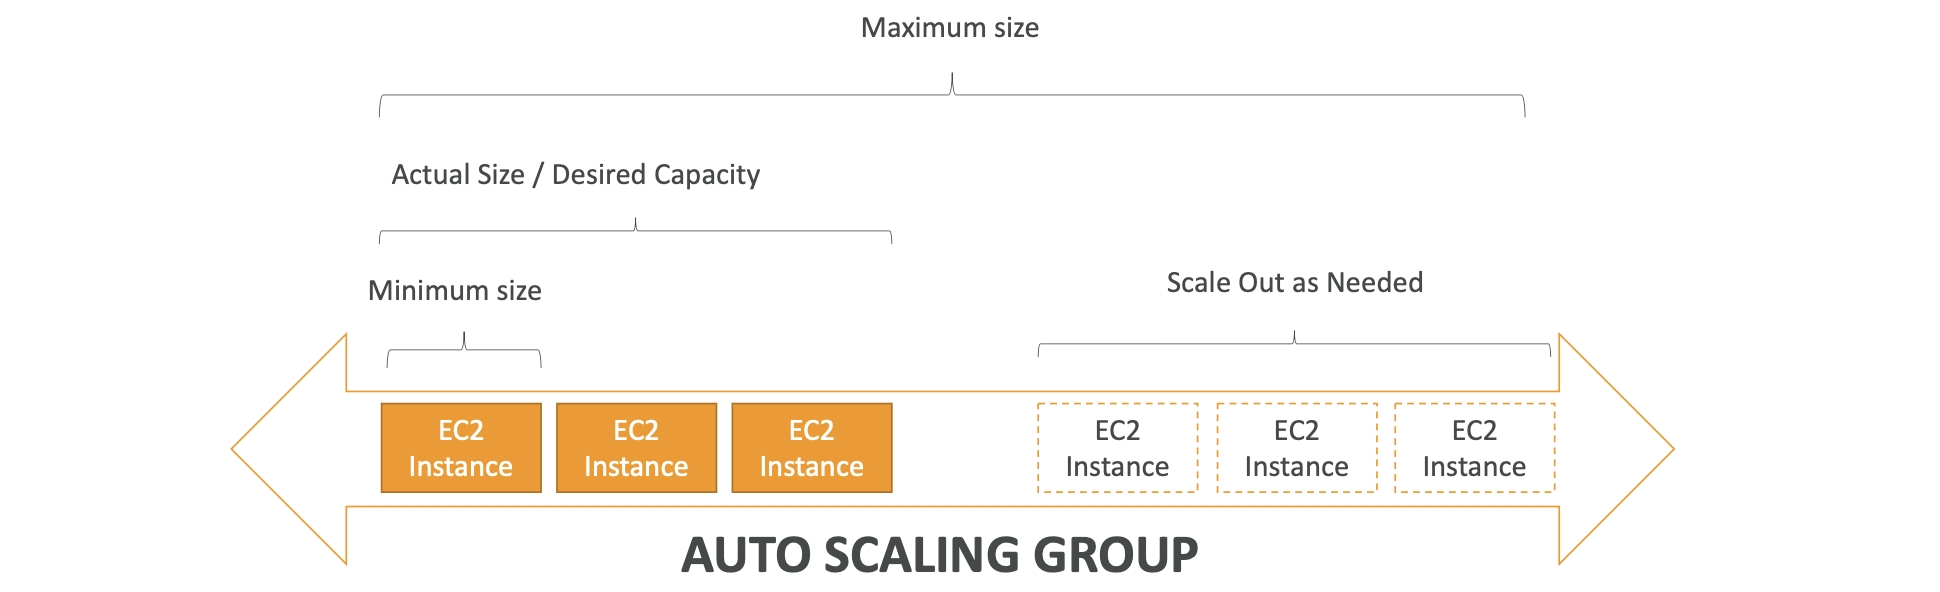 Maximum size
Actual Size / Desired Capacity
Minimum size
Scale Out as Needed
EC2
Instance
EC2
Instance
EC2
Instance
EC2
Instance
EC2
Instance
EC2
Instance
AUTO SCALING GROUP